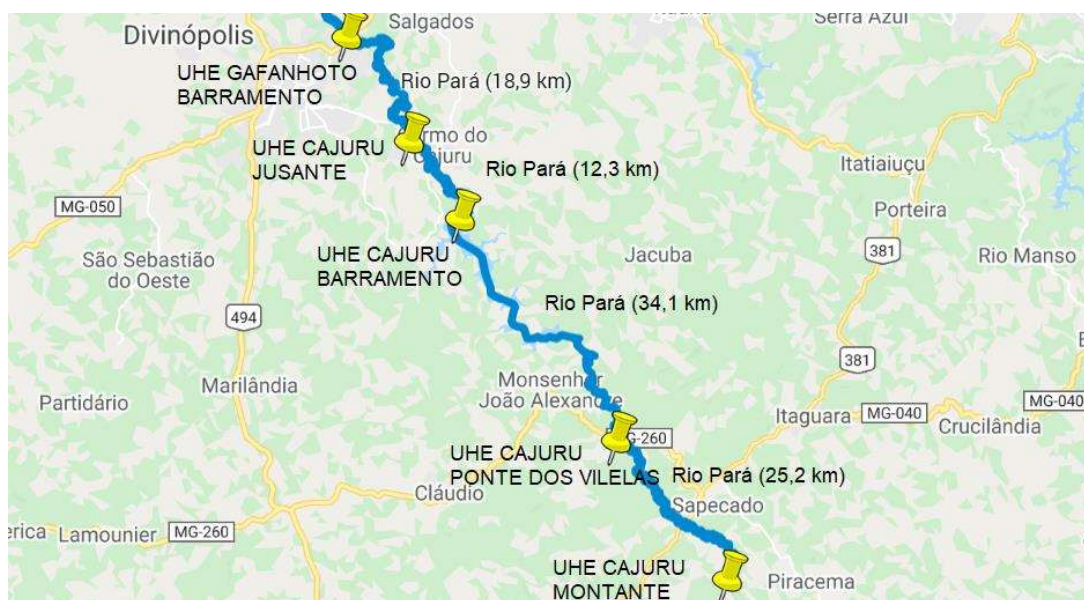 Salgados
Serra Azul
Divinópolis
UHE GAFANHOTO
BARRAMENTO
Rio Pará (18,9 km)
UHE CAJURU
JUSANTE
Cajuru
Rio Pará (12,3 km)
Itatiaiuçu
MG-050
Porteira
São Sebastião
do Oeste
UHE CAJURU
BARRAMENTO
Jacuba
381
Rio Manso
494
Rio Pará (34,1 km)
381
Marilândia
Monsenhor
João Alexandre
Partidário
Itaguara
MG-040
MG-040
Crucilândia
UHE CAJURU
PONTE DOS VILELAS
Rio Pará (25,2 km)
Cláudio
Sapecado
Lamounier
MG-260
UHE CAJURU
MONTANTE
Piracema